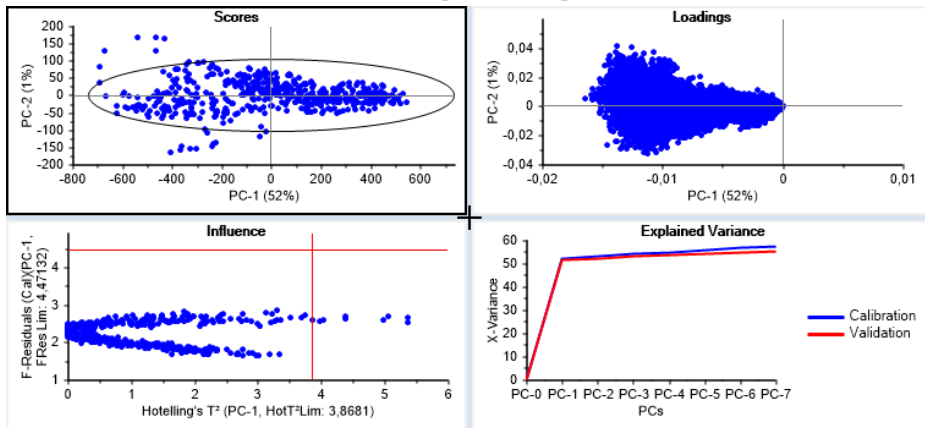 Scores
200
150
100
50
0
-50
-100
-150
-200
PC-2 (1%)
-800 -600 -400 -200 0 200 400 600
PC-1 (52%)
Loadings
0,04
0,02
0
-0,02
-0,04
PC-2 (1%)
-0,02 -0,01 0 0,01
PC-1 (52%)
Influence
4
3
2
1
F-Residuals (Cal)(PC-1,
FRes Lim: 4,47132)
0 1 2 3 4 5 6
Hotelling's T² (PC-1, HotT²Lim: 3,8681)
Explained Variance
60
50
40
30
20
10
0
X-Variance
PC-0 PC-1 PC-2 PC-3 PC-4 PC-5 PC-6 PC-7
PCs
Calibration
Validation